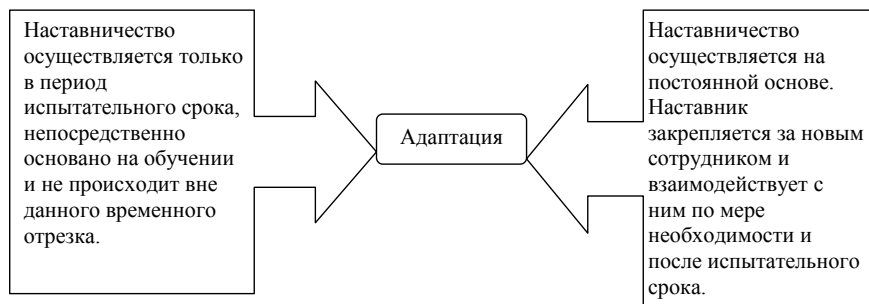 Наставничество
осуществляется только
в период
испытательного срока,
непосредственно
основано на обучении
и не происходит вне
данного временного
отрезка.
Адаптация
Наставничество
осуществляется на
постоянной основе.
Наставник
закрепляется за новым
сотрудником и
взаимодействует с
ним по мере
необходимости и
после испытательного
срока.